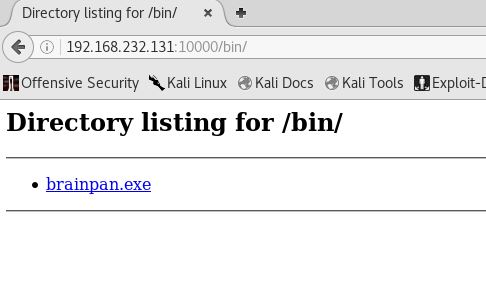 Directory listing for /bin/
192.168.232.131:10000/bin/
Offensive Security Kali Linux Kali Docs Kali Tools Exploit-D
Directory listing for /bin/
brainpan.exe